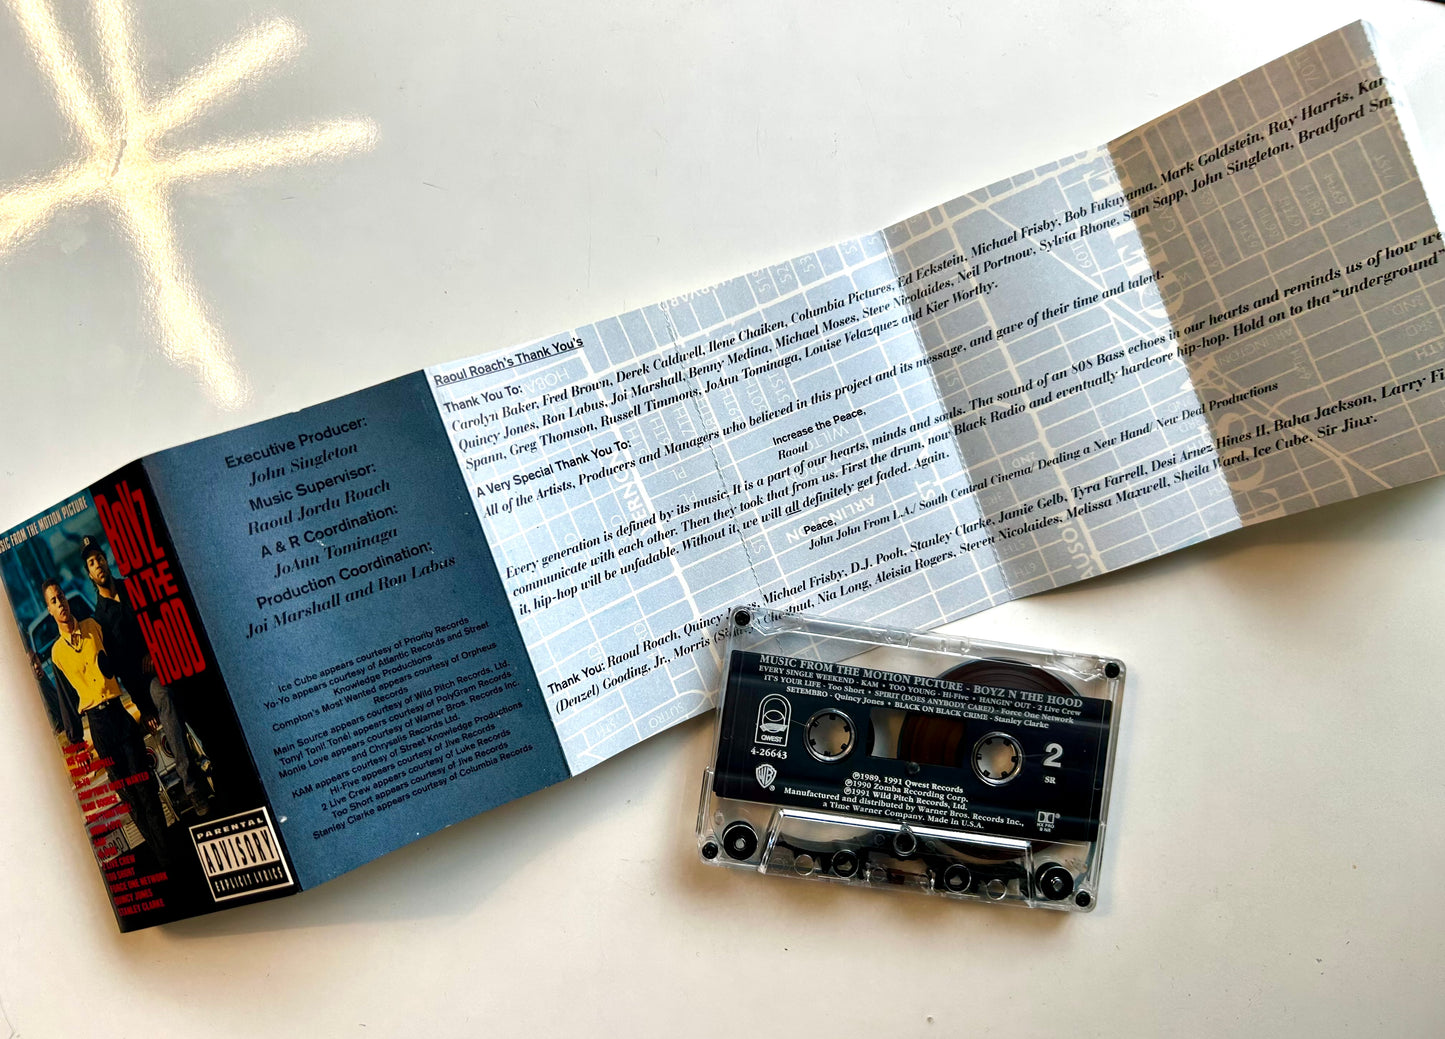 MUSIC FROM THE MOTION PICTURE
BOYZ
N THE
HOOD
COMPTON'S MOST WANTED
2 LIVE CREW
TOO SHORT
FORCE ONE NETWORK
QUINCY JONES
STANLEY CLARKE
PARENTAL
ADVISORY
EXPLICIT LYRICS
Executive Producer:
John Singleton
Music Supervisor:
Raoul Jordu Roach
A & R Coordination:
JoAnn Tominaga
Production Coordination:
Joi Marshall and Ron Labus
Ice Cube appears courtesy of Priority Records
Yo-Yo appears courtesy of Atlantic Records and Street
Knowledge Productions
Compton's Most Wanted appears courtesy of Orpheus
Records
Main Source appears courtesy of Wild Pitch Records, Ltd.
Tony! Toni! Toné! appears courtesy of PolyGram Records.
Monie Love appears courtesy of Warner Bros. Records Inc.
and Chrysalis Records Ltd.
KAM appears courtesy of Street Knowledge Productions
Hi-Five appears courtesy of Jive Records
2 Live Crew appears courtesy of Luke Records
Too Short appears courtesy of Jive Records
Stanley Clarke appears courtesy of Columbia Records
Raoul Roach's Thank You's
Thank You To:
Carolyn Baker, Fred Brown, Derek Caldwell, Ilene Chaiken, Columbia Pictures, Ed Eckstein, Michael Frisby, Bob Fukuyama, Mark Goldstein, Ray Harris,
Quincy Jones, Ron Labus, Joi Marshall, Benny Medina, Michael Moses, Steve Nicolaides, Neil Portnow, Sylvia Rhone, Sam Sapp, John Singleton, Bradford
Spann, Greg Thomson, Russell Timmons, JoAnn Tominaga, Louise Velazquez and Kier Worthy.
A Very Special Thank You To:
All of the Artists, Producers and Managers who believed in this project and its message, and gave of their time and talent.
Increase the Peace,
Raoul
Every generation is defined by its music. It is a part of our hearts, minds and souls. Tha sound of an 808 Bass echoes in our hearts and reminds us of how we
communicate with each other. Then they took that from us. First the drum, now Black Radio and eventually hardcore hip-hop. Hold on to tha "underground"
it, hip-hop will be unfadable. Without it, we will all definitely get faded. Again.
Peace,
John John From L.A./ South Central Cinema/ Dealing a New Hand/ New Deal Productions
Thank You: Raoul Roach, Quincy Michael Frisby, D.J. Pooh, Stanley Clarke, Jamie Gelb, Tyra Farrell, Desi Arnez Hines II, Baha Jackson, Larry
(Denzel) Gooding, Jr., Morris Chestnut, Nia Long, Aleisia Rogers, Steven Nicolaides, Melissa Maxwell, Sheila Ward, Ice Cube, Sir Jinx.
MUSIC FROM THE MOTION PICTURE - BOYZ N THE HOOD
EVERY SINGLE WEEKEND - KAM • TOO YOUNG - Hi-Five • HANGIN' OUT - 2 Live Crew
IT'S YOUR LIFE - Too Short • SPIRIT (DOES ANYBODY CARE?) - Force One Network
SETEMBRO - Quincy Jones • BLACK ON BLACK CRIME - Stanley Clarke
QWEST
4-26643
2
SR
℗1989, 1991 Qwest Records
℗1990 Zomba Recording Corp.
℗1991 Wild Pitch Records, Ltd.
Manufactured and distributed by Warner Bros. Records Inc.,
a Time Warner Company. Made in U.S.A.
HX PRO
B NR